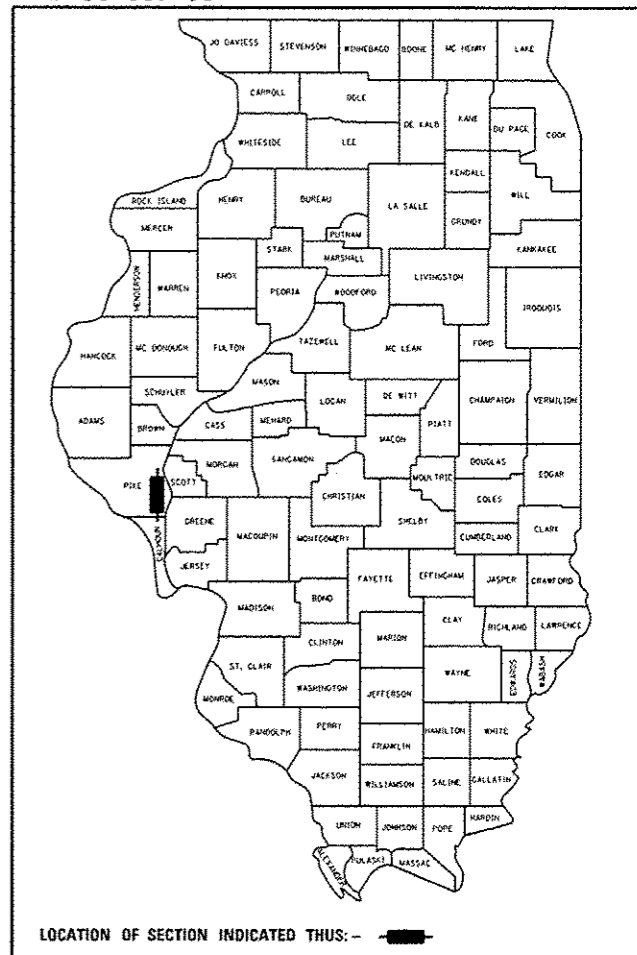 JO DAVIESS STEVENSON WINNEBAGO BOONE MC HENRY LAKE
CARROLL OGLE DE KALB KANE DU PAGE COOK
WHITESIDE LEE KENDALL WILL
ROCK ISLAND HENRY BUREAU LA SALLE GRUNDY
MERCER PUTNAM KANKAKEE
STARK MARSHALL LIVINGSTON
HENDERSON WARREN KNOX PEORIA WOODFORD IROQUOIS
HANCOCK MC DONOUGH FULTON TAZEWELL MC LEAN FORD
SCHUYLER MASON LOGAN DE WITT CHAMPAIGN VERMILION
ADAMS BROWN CASS MENARD MACON PIATT
PIKE SCOTT MORGAN SANGAMON CHRISTIAN MOULTRIE DOUGLAS EDGAR
COLES
CALHOUN GREENE MACOUPIN MONTGOMERY SHELBY CUMBERLAND CLARK
JERSEY FAYETTE EFFINGHAM JASPER CRAWFORD
MADISON BOND CLAY RICHLAND LAWRENCE
CLINTON MARION
ST. CLAIR WASHINGTON WAYNE EDWARDS WABASH
MONROE JEFFERSON
RANDOLPH PERRY HAMILTON WHITE
FRANKLIN
JACKSON WILLIAMSON SALINE GALLATIN
UNION JOHNSON POPE HARDIN
ALEXANDER PULASKI MASSAC
LOCATION OF SECTION INDICATED THUS: -